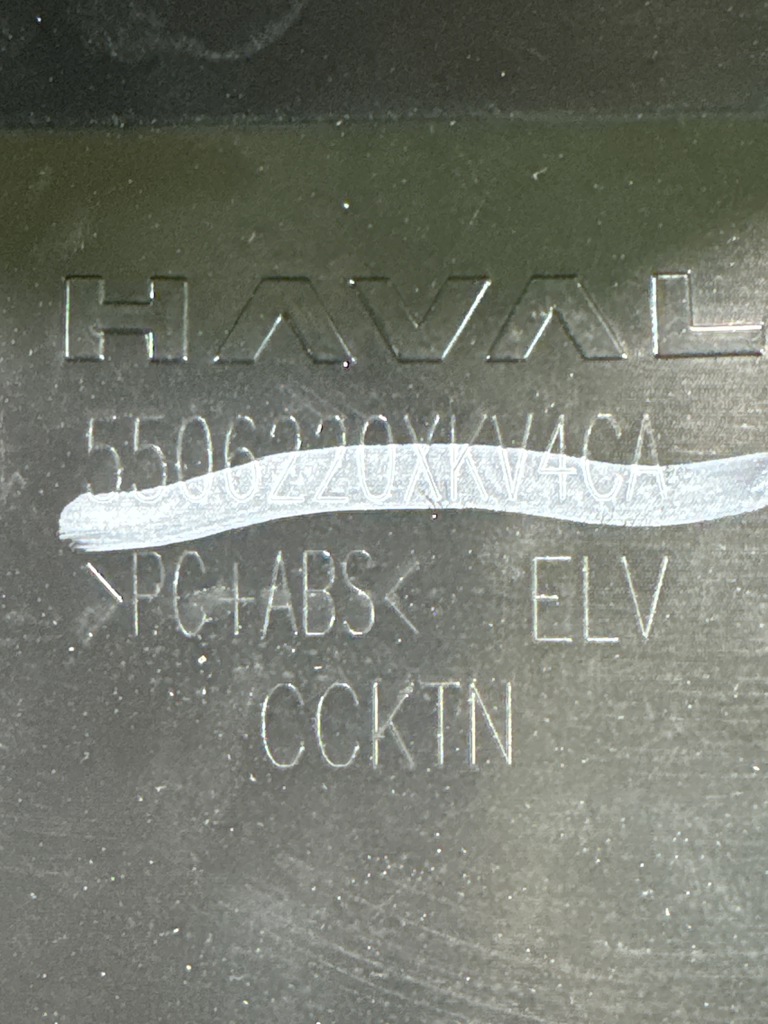 HAVAL
5506220XKV4CA
>PC+ABS< ELV
CCKTN